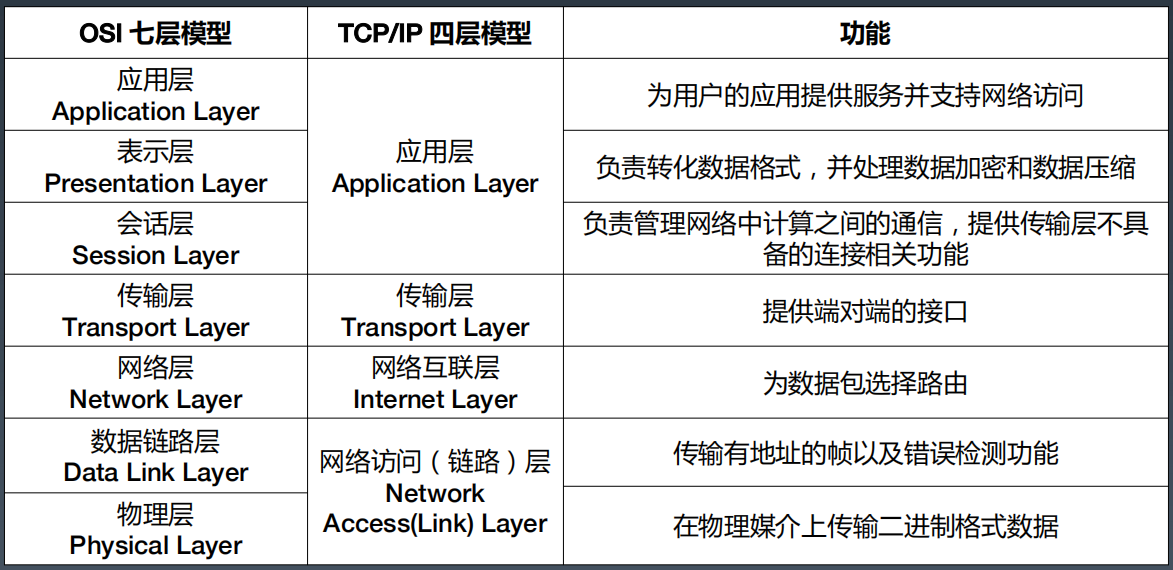 OSI 七层模型
TCP/IP 四层模型
功能
应用层
Application Layer
应用层
Application Layer
为用户的应用提供服务并支持网络访问
表示层
Presentation Layer
负责转化数据格式，并处理数据加密和数据压缩
会话层
Session Layer
负责管理网络中计算之间的通信，提供传输层不具
备的连接相关功能
传输层
Transport Layer
传输层
Transport Layer
提供端对端的接口
网络层
Network Layer
网络互联层
Internet Layer
为数据包选择路由
数据链路层
Data Link Layer
网络访问（链路）层
Network
Access(Link) Layer
传输有地址的帧以及错误检测功能
物理层
Physical Layer
在物理媒介上传输二进制格式数据